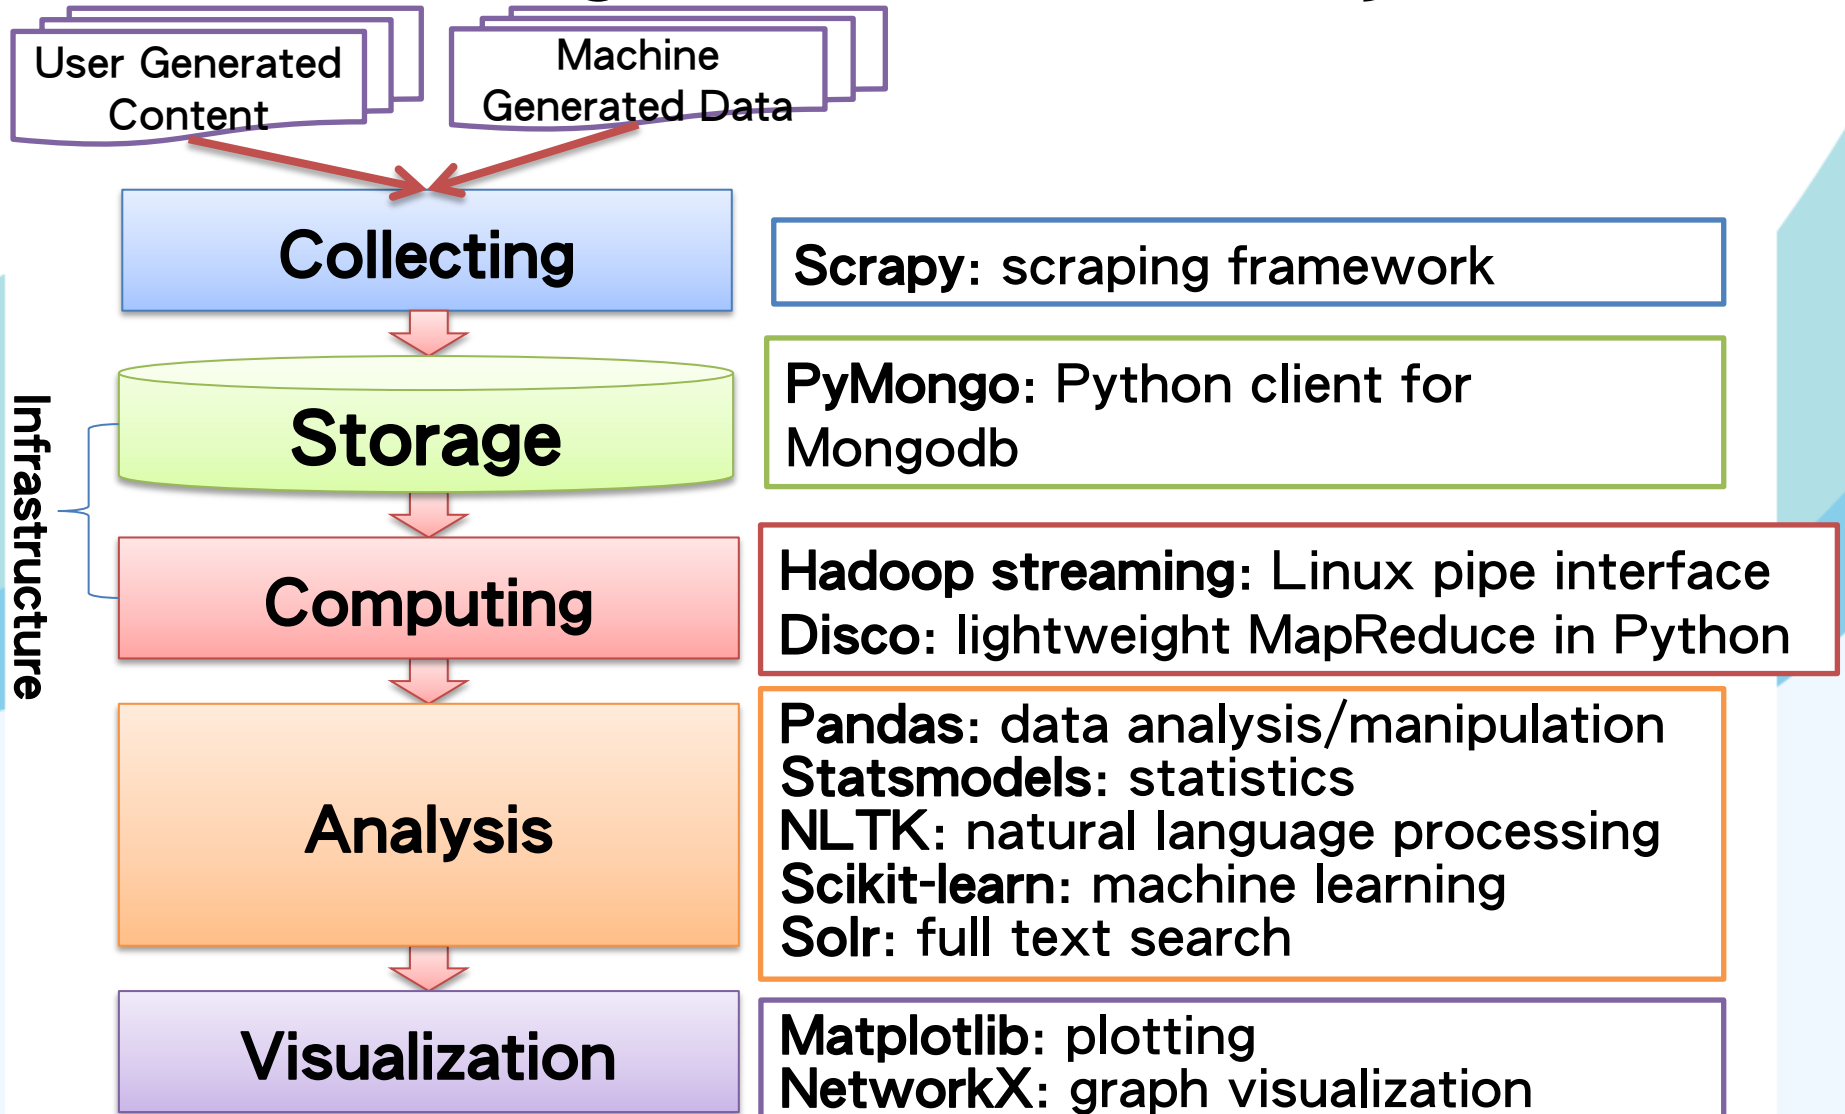 User Generated
Content
Machine
Generated Data
Collecting
Scrapy: scraping framework
Infrastructure
Storage
PyMongo: Python client for
Mongodb
Computing
Hadoop streaming: Linux pipe interface
Disco: lightweight MapReduce in Python
Analysis
Pandas: data analysis/manipulation
Statsmodels: statistics
NLTK: natural language processing
Scikit-learn: machine learning
Solr: full text search
Visualization
Matplotlib: plotting
NetworkX: graph visualization